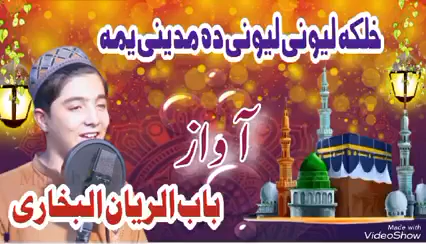 خلکه لیونی لیونی ده مدینی یمه
آواز
باب الریان البخاری
Made with
VideoShow